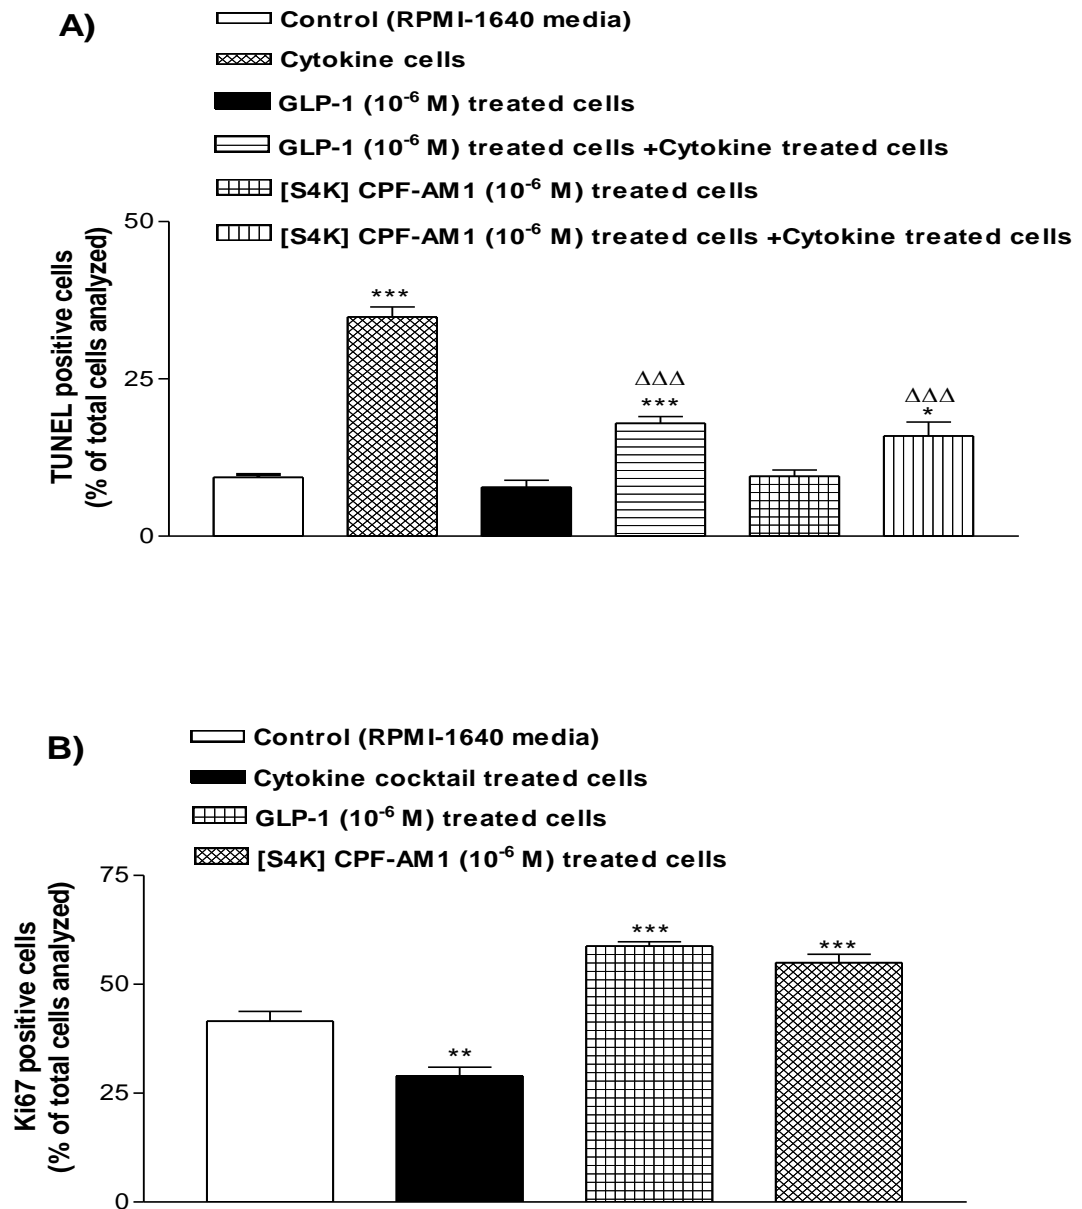 A)
Control (RPMI-1640 media)
Cytokine cells
GLP-1 (10⁻⁶ M) treated cells
GLP-1 (10⁻⁶ M) treated cells +Cytokine treated cells
[S4K] CPF-AM1 (10⁻⁶ M) treated cells
[S4K] CPF-AM1 (10⁻⁶ M) treated cells +Cytokine treated cells
TUNEL positive cells
(% of total cells analyzed)
50
25
0
***
ΔΔΔ
***
ΔΔΔ
*
B)
Control (RPMI-1640 media)
Cytokine cocktail treated cells
GLP-1 (10⁻⁶ M) treated cells
[S4K] CPF-AM1 (10⁻⁶ M) treated cells
Ki67 positive cells
(% of total cells analyzed)
75
50
25
0
**
***
***